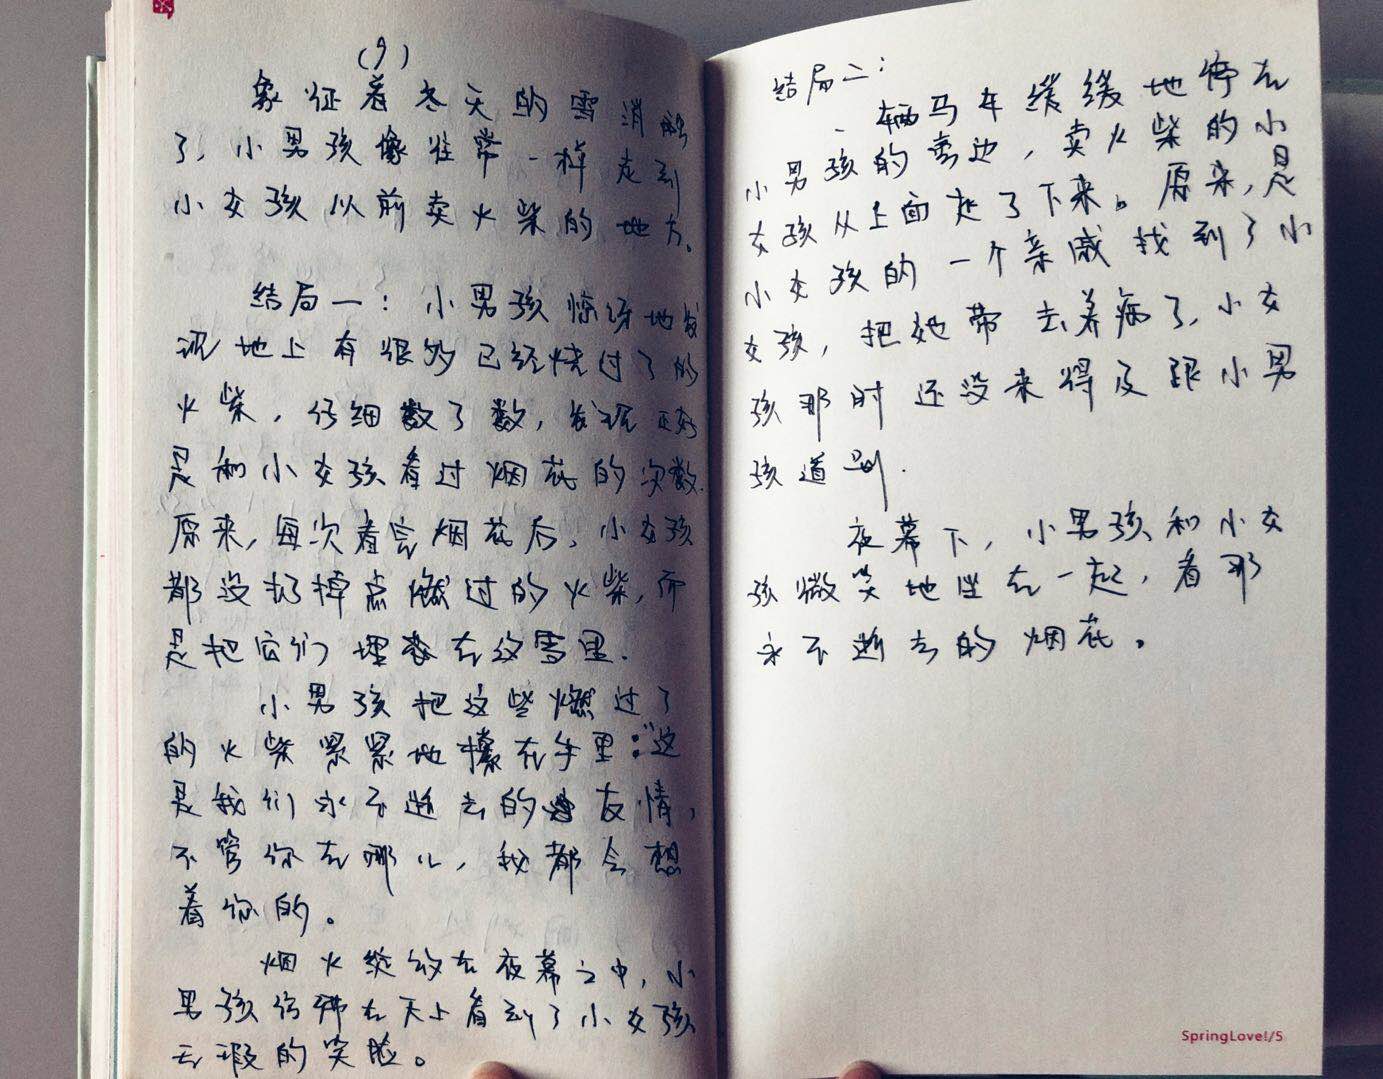 (9)
象征着冬天的雪消融
了，小男孩像往常一样走到
小女孩以前卖火柴的地方。
结局一：小男孩惊讶地发
现地上有很多已经烧过了的
火柴，仔细数了数，发现正好
是和小女孩看过烟花的次数.
原来，每次看完烟花后，小女孩
都没扔掉点燃过的火柴，而
是把它们埋在这雪里.
小男孩把这些燃过了
的火柴紧紧地攥在手里："这
是我们永不逝去的友情，
不管你在哪儿，我都会想
着你的。
烟火绽放在夜幕之中，小
男孩仿佛在天上看到了小女孩
无瑕的笑脸。
结局二：
一辆马车缓缓地停在
小男孩的旁边，卖火柴的小
女孩从上面走了下来。原来，是
小女孩的一个亲戚找到了小
女孩，把她带去养病了，小女
孩那时还没来得及跟小男
孩道别.
夜幕下，小男孩和小女
孩微笑地坐在一起，看那
永不逝去的烟花。
SpringLove!/5